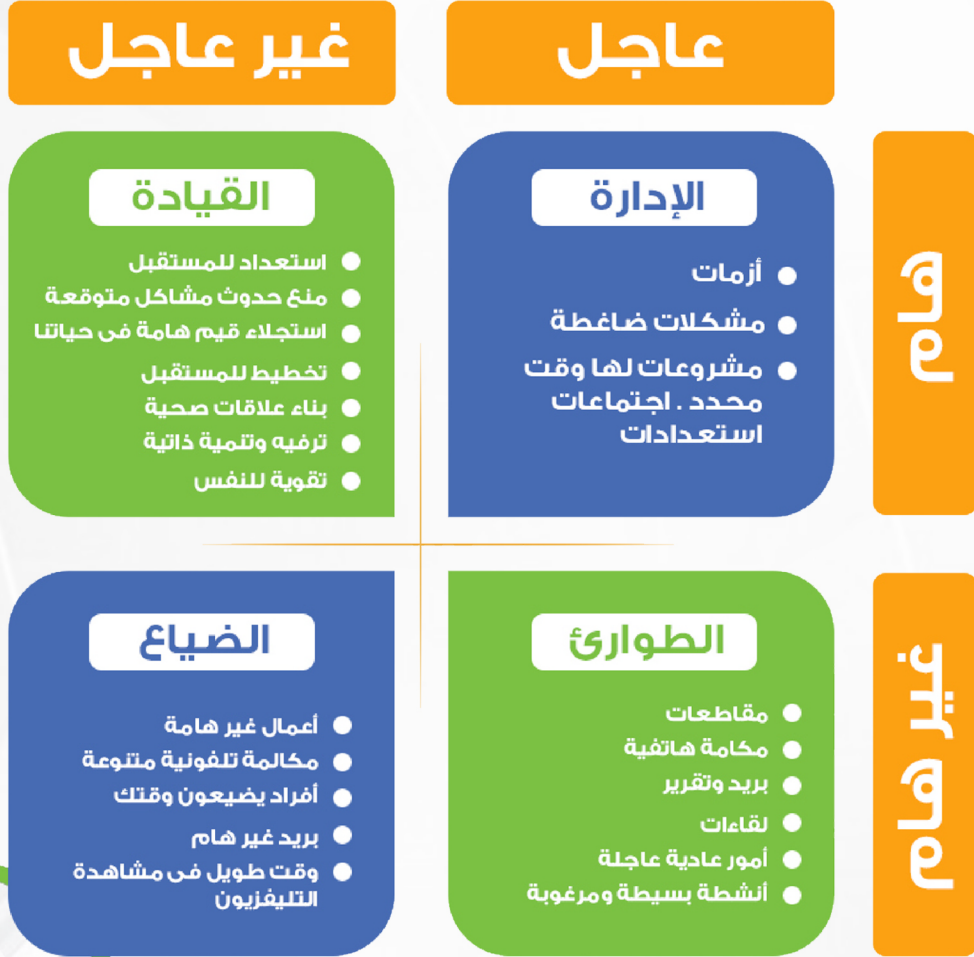 عاجل
غير عاجل
هام
الإدارة
أزمات
مشكلات ضاغطة
مشروعات لها وقت
محدد . اجتماعات
استعدادات
القيادة
استعداد للمستقبل
منع حدوث مشاكل متوقعة
استجلاء قيم هامة فى حياتنا
تخطيط للمستقبل
بناء علاقات صحية
ترفيه وتنمية ذاتية
تقوية للنفس
غير هام
الطوارئ
مقاطعات
مكامة هاتفية
بريد وتقرير
لقاءات
أمور عادية عاجلة
أنشطة بسيطة ومرغوبة
الضياع
أعمال غير هامة
مكالمة تلفونية متنوعة
أفراد يضيعون وقتك
بريد غير هام
وقت طويل فى مشاهدة
التليفزيون